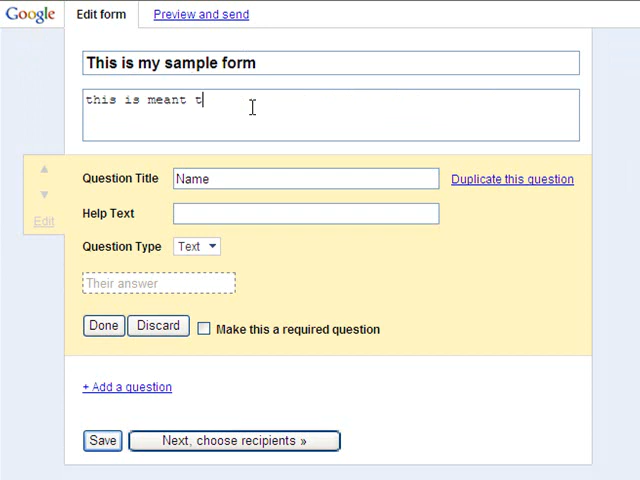 Google Edit form Preview and send
This is my sample form
this is meant t
Question Title Name Duplicate this question
Edit
Help Text
Question Type Text
Their answer
Done Discard Make this a required question
+ Add a question
Save Next, choose recipients »